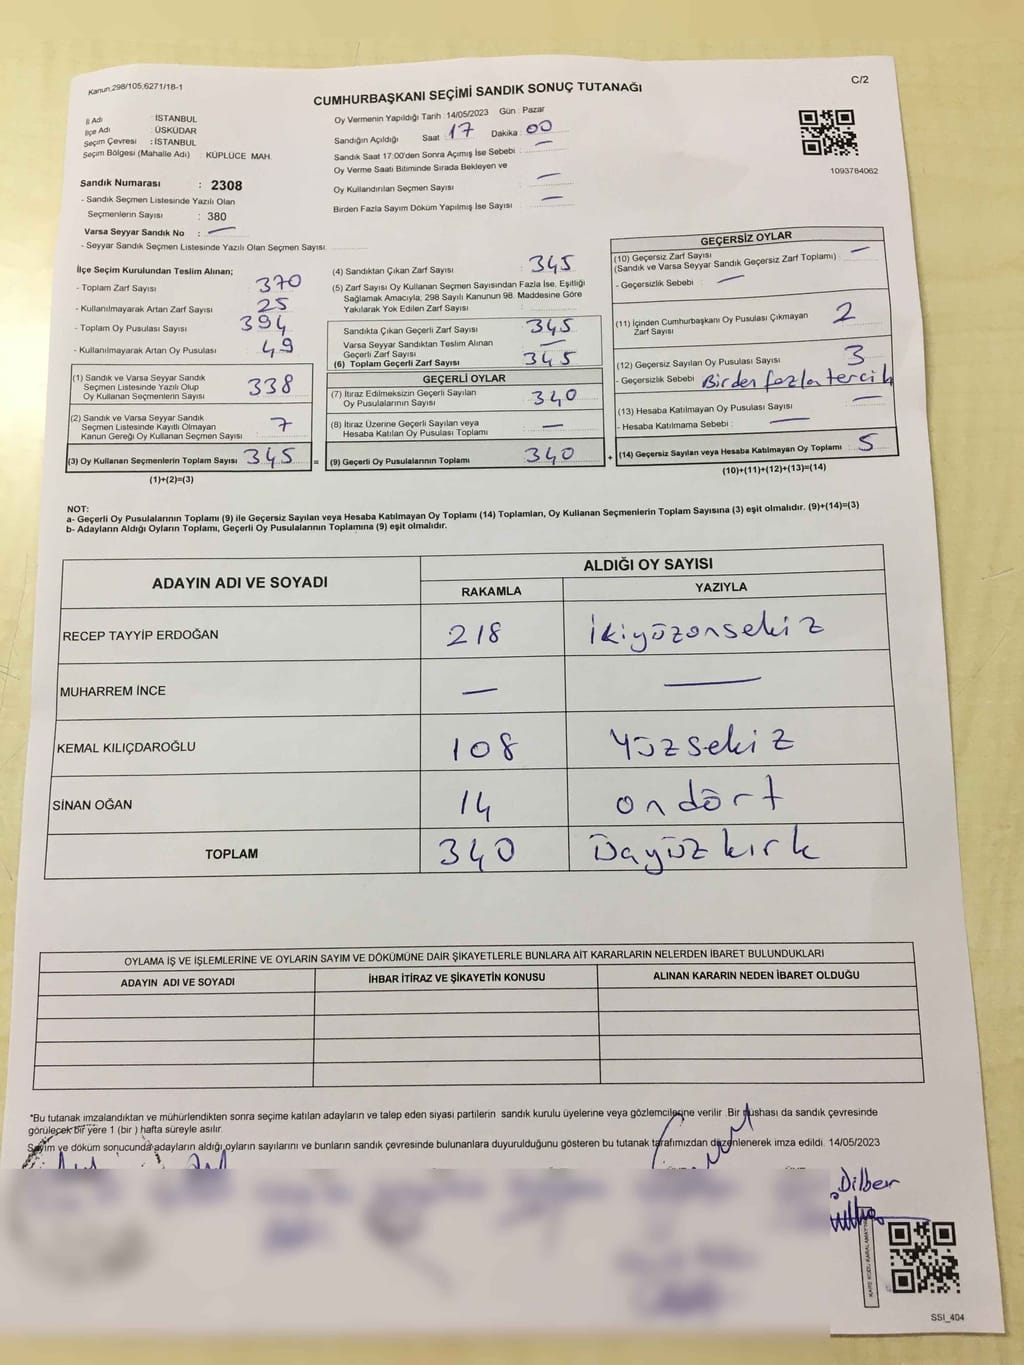 Kanun,298/105,6271/18-1
C/2
CUMHURBAŞKANI SEÇİMİ SANDIK SONUÇ TUTANAĞI
İl Adı : İSTANBUL
İlçe Adı : ÜSKÜDAR
Seçim Çevresi : İSTANBUL
Seçim Bölgesi (Mahalle Adı) : KÜPLÜCE MAH.
Sandık Numarası : 2308
- Sandık Seçmen Listesinde Yazılı Olan
Seçmenlerin Sayısı : 380
Varsa Seyyar Sandık No : —
- Seyyar Sandık Seçmen Listesinde Yazılı Olan Seçmen Sayısı
Oy Vermenin Yapıldığı Tarih : 14/05/2023 Gün : Pazar
Sandığın Açıldığı Saat 17 Dakika 00
Sandık Saat 17:00'den Sonra Açımış İse Sebebi : —
Oy Verme Saati Bitiminde Sırada Bekleyen ve
Oy Kullandırılan Seçmen Sayısı —
Birden Fazla Sayım Döküm Yapılmış İse Sayısı —
1093784062
İlçe Seçim Kurulundan Teslim Alınan;
- Toplam Zarf Sayısı : 370
- Kullanılmayarak Artan Zarf Sayısı : 25
- Toplam Oy Pusulası Sayısı : 394
- Kullanılmayarak Artan Oy Pusulası : 49
(1) Sandık ve Varsa Seyyar Sandık
Seçmen Listesinde Yazılı Olup
Oy Kullanan Seçmenlerin Sayısı : 338
(2) Sandık ve Varsa Seyyar Sandık
Seçmen Listesinde Kayıtlı Olmayan
Kanun Gereği Oy Kullanan Seçmen Sayısı : 7
(3) Oy Kullanan Seçmenlerin Toplam Sayısı : 345 =
(1)+(2)=(3)
(4) Sandıktan Çıkan Zarf Sayısı : 345
(5) Zarf Sayısı Oy Kullanan Seçmen Sayısından Fazla İse, Eşitliği
Sağlamak Amacıyla; 298 Sayılı Kanunun 98. Maddesine Göre
Yakılarak Yok Edilen Zarf Sayısı
Sandıkta Çıkan Geçerli Zarf Sayısı : 345
Varsa Seyyar Sandıktan Teslim Alınan
Geçerli Zarf Sayısı : —
(6) Toplam Geçerli Zarf Sayısı : 345
GEÇERLİ OYLAR
(7) İtiraz Edilmeksizin Geçerli Sayılan
Oy Pusulalarının Sayısı : 340
(8) İtiraz Üzerine Geçerli Sayılan veya
Hesaba Katılan Oy Pusulası Toplamı : —
(9) Geçerli Oy Pusulalarının Toplamı : 340 +
GEÇERSİZ OYLAR
(10) Geçersiz Zarf Sayısı : —
(Sandık ve Varsa Seyyar Sandık Geçersiz Zarf Toplamı)
- Geçersizlik Sebebi : —
(11) İçinden Cumhurbaşkanı Oy Pusulası Çıkmayan
Zarf Sayısı : 2
(12) Geçersiz Sayılan Oy Pusulası Sayısı : 3
- Geçersizlik Sebebi : Birden fazla tercih
(13) Hesaba Katılmayan Oy Pusulası Sayısı : —
- Hesaba Katılmama Sebebi : —
(14) Geçersiz Sayılan veya Hesaba Katılmayan Oy Toplamı : 5
(10)+(11)+(12)+(13)=(14)
NOT:
a- Geçerli Oy Pusulalarının Toplamı (9) ile Geçersiz Sayılan veya Hesaba Katılmayan Oy Toplamı (14) Toplamları, Oy Kullanan Seçmenlerin Toplam Sayısına (3) eşit olmalıdır. (9)+(14)=(3)
b- Adayların Aldığı Oyların Toplamı, Geçerli Oy Pusulalarının Toplamına (9) eşit olmalıdır.
ADAYIN ADI VE SOYADI
ALDIĞI OY SAYISI
RAKAMLA YAZIYLA
RECEP TAYYİP ERDOĞAN 218 ikiyüzonsekiz
MUHARREM İNCE — —
KEMAL KILIÇDAROĞLU 108 Yüzsekiz
SİNAN OĞAN 14 ondört
TOPLAM 340 Üçyüzkırk
OYLAMA İŞ VE İŞLEMLERİNE VE OYLARIN SAYIM VE DÖKÜMÜNE DAİR ŞİKAYETLERLE BUNLARA AİT KARARLARIN NELERDEN İBARET BULUNDUKLARI
ADAYIN ADI VE SOYADI İHBAR İTİRAZ VE ŞİKAYETİN KONUSU ALINAN KARARIN NEDEN İBARET OLDUĞU
*Bu tutanak imzalandıktan ve mühürlendikten sonra seçime katılan adayların ve talep eden siyasi partilerin sandık kurulu üyelerine veya gözlemcilerine verilir. Bir nüshası da sandık çevresinde
görülecek bir yere 1 (bir) hafta süreyle asılır.
Sayım ve döküm sonucunda adayların aldığı oyların sayılarını ve bunların sandık çevresinde bulunanlara duyurulduğunu gösteren bu tutanak tarafımızdan düzenlenerek imza edildi. 14/05/2023
Dilber
SSI_404